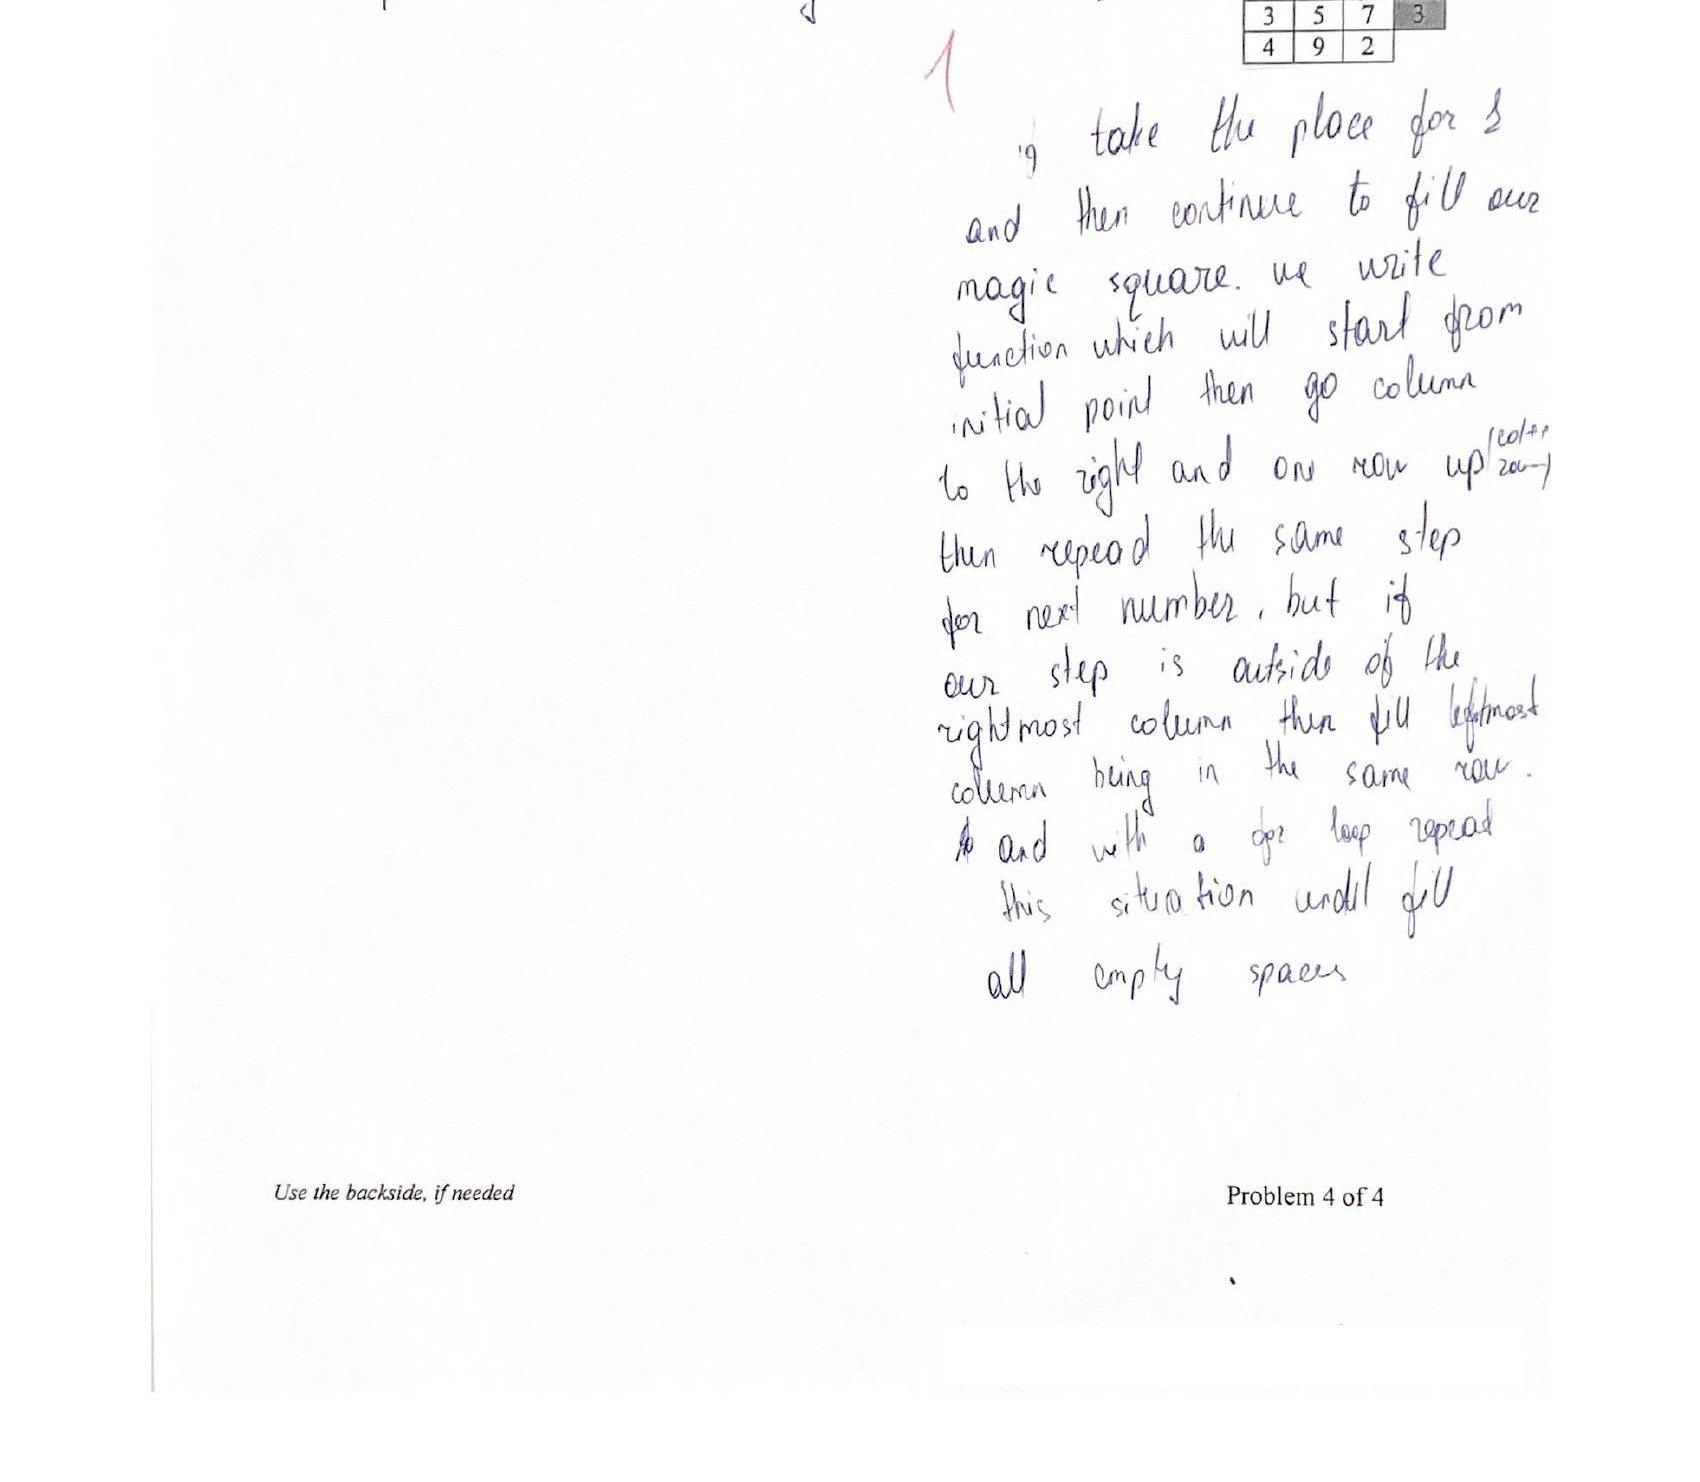 3 5 7 3
4 9 2
1
take the place for 1
and then continue to fill our
magic square. we write
function which will start from
initial point then go column
to the right and one row up (col++
row--)
then repead the same step
for next number, but if
our step is outside of the
rightmost column then fill leftmost
column being in the same row.
and with a for loop repead
this situation until fill
all empty spaces
Use the backside, if needed
Problem 4 of 4